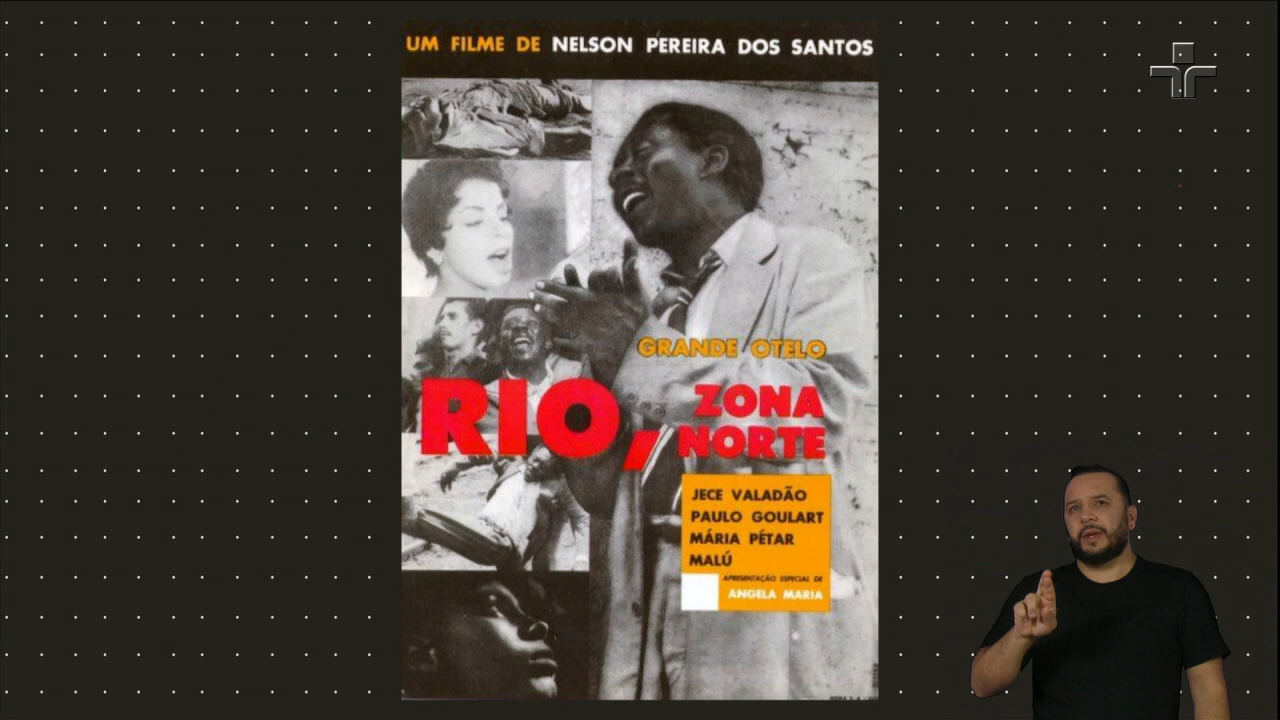 UM FILME DE NELSON PEREIRA DOS SANTOS
GRANDE OTELO
RIO, ZONA
NORTE
JECE VALADÃO
PAULO GOULART
MÁRIA PÉTAR
MALÚ
APRESENTAÇÃO ESPECIAL DE
ANGELA MARIA